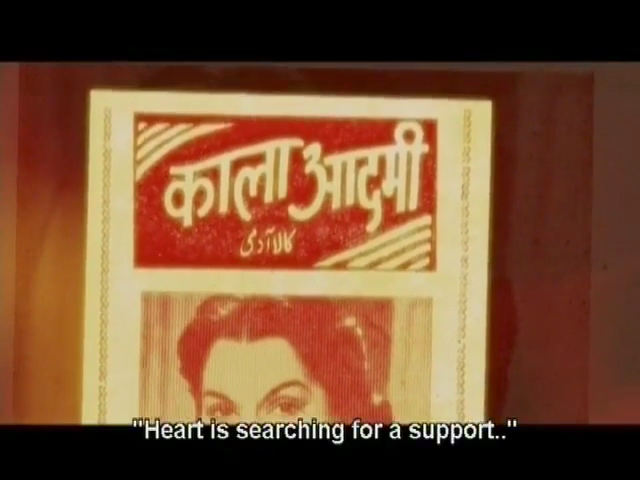 काला आदमी
کالا آدمی
"Heart is searching for a support.."